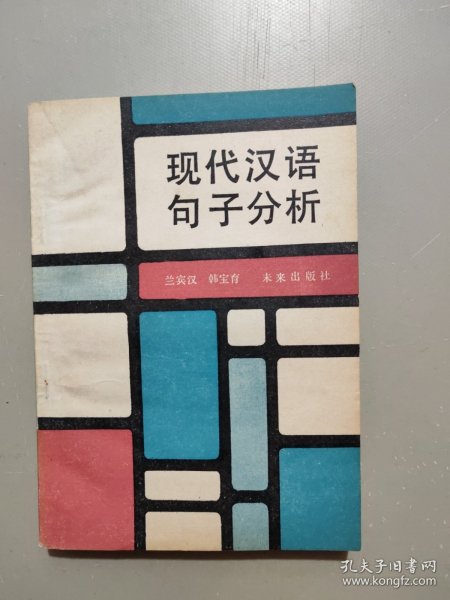 现代汉语
句子分析
兰宾汉 韩宝育 未来出版社
孔夫子旧书网
www.kongfz.com